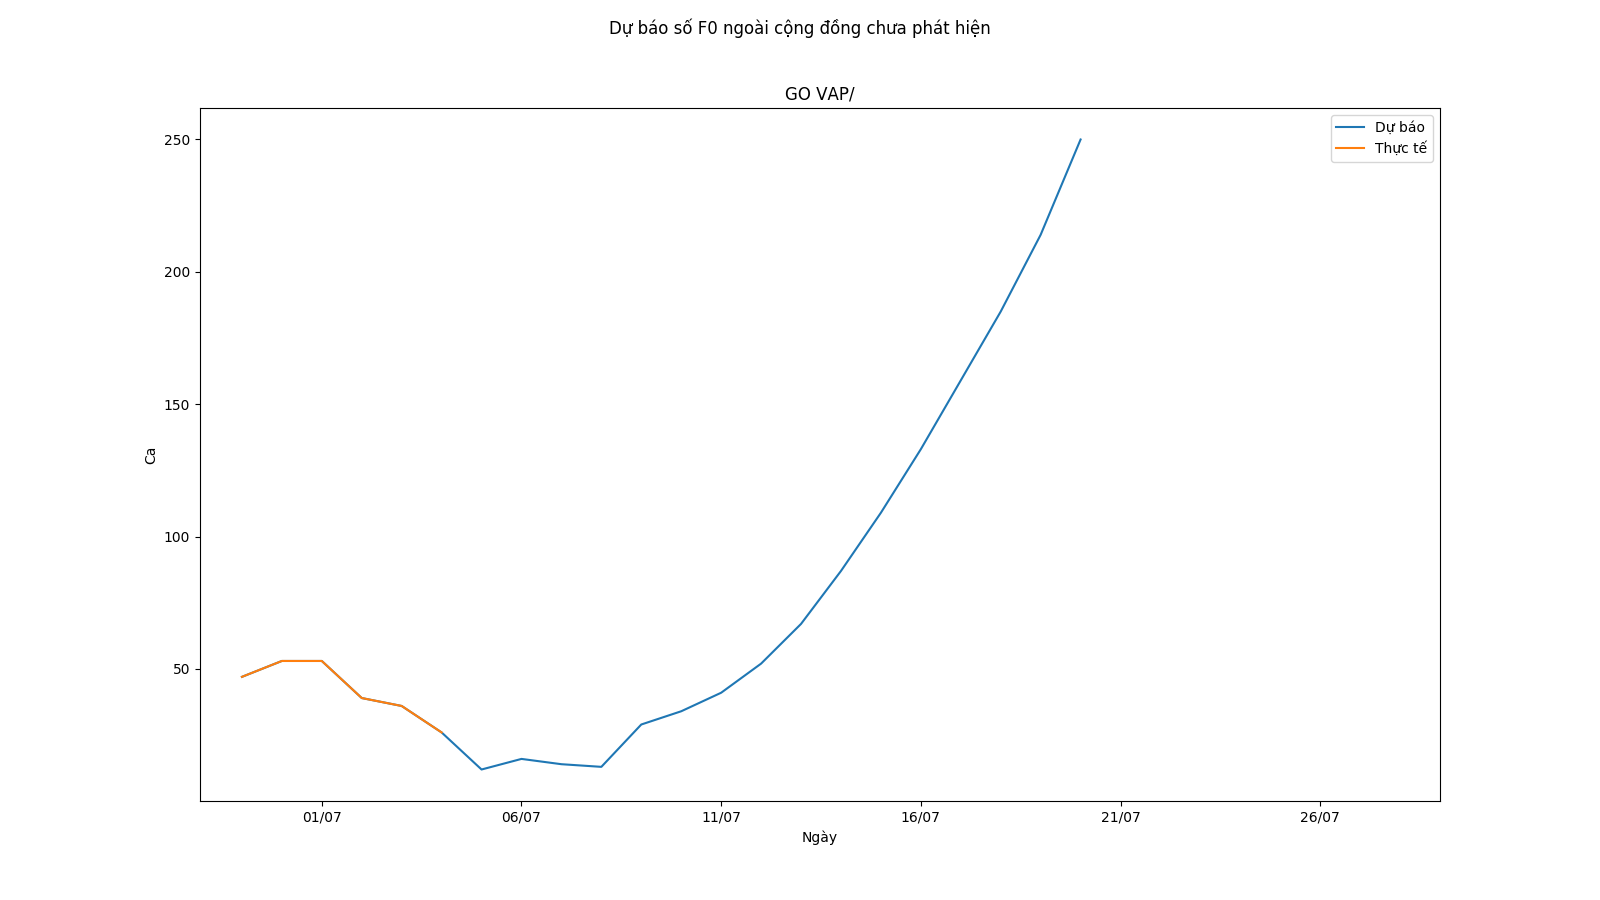 Dự báo số F0 ngoài cộng đồng chưa phát hiện
GO VAP/
Dự báo
Thực tế
250
200
150
100
50
Ca
01/07
06/07
11/07
16/07
21/07
26/07
Ngày